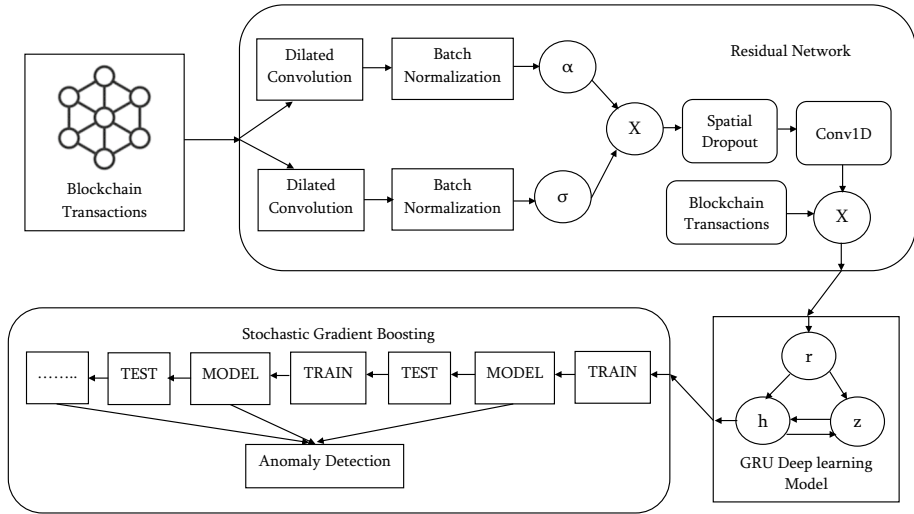 Residual Network
Dilated
Convolution
Batch
Normalization
α
Blockchain
Transactions
Dilated
Convolution
Batch
Normalization
σ
X
Spatial
Dropout
Conv1D
Blockchain
Transactions
X
r
h
z
GRU Deep learning
Model
Stochastic Gradient Boosting
TRAIN
MODEL
TEST
TRAIN
MODEL
TEST
........
Anomaly Detection